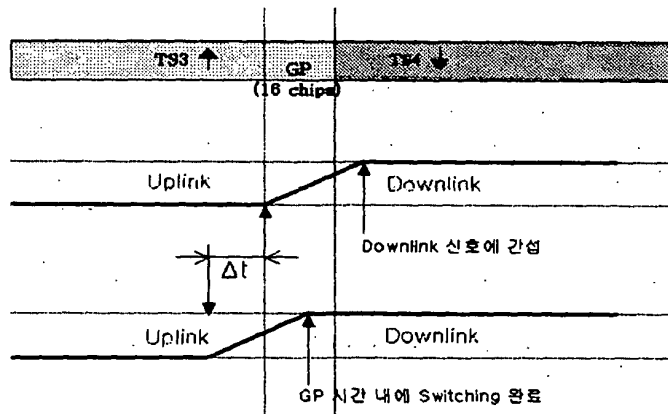 TS3
GP
(16 chips)
TS4
Uplink
Downlink
Downlink 신호에 간섭
Δt
Uplink
Downlink
GP 시간 내에 Switching 완료